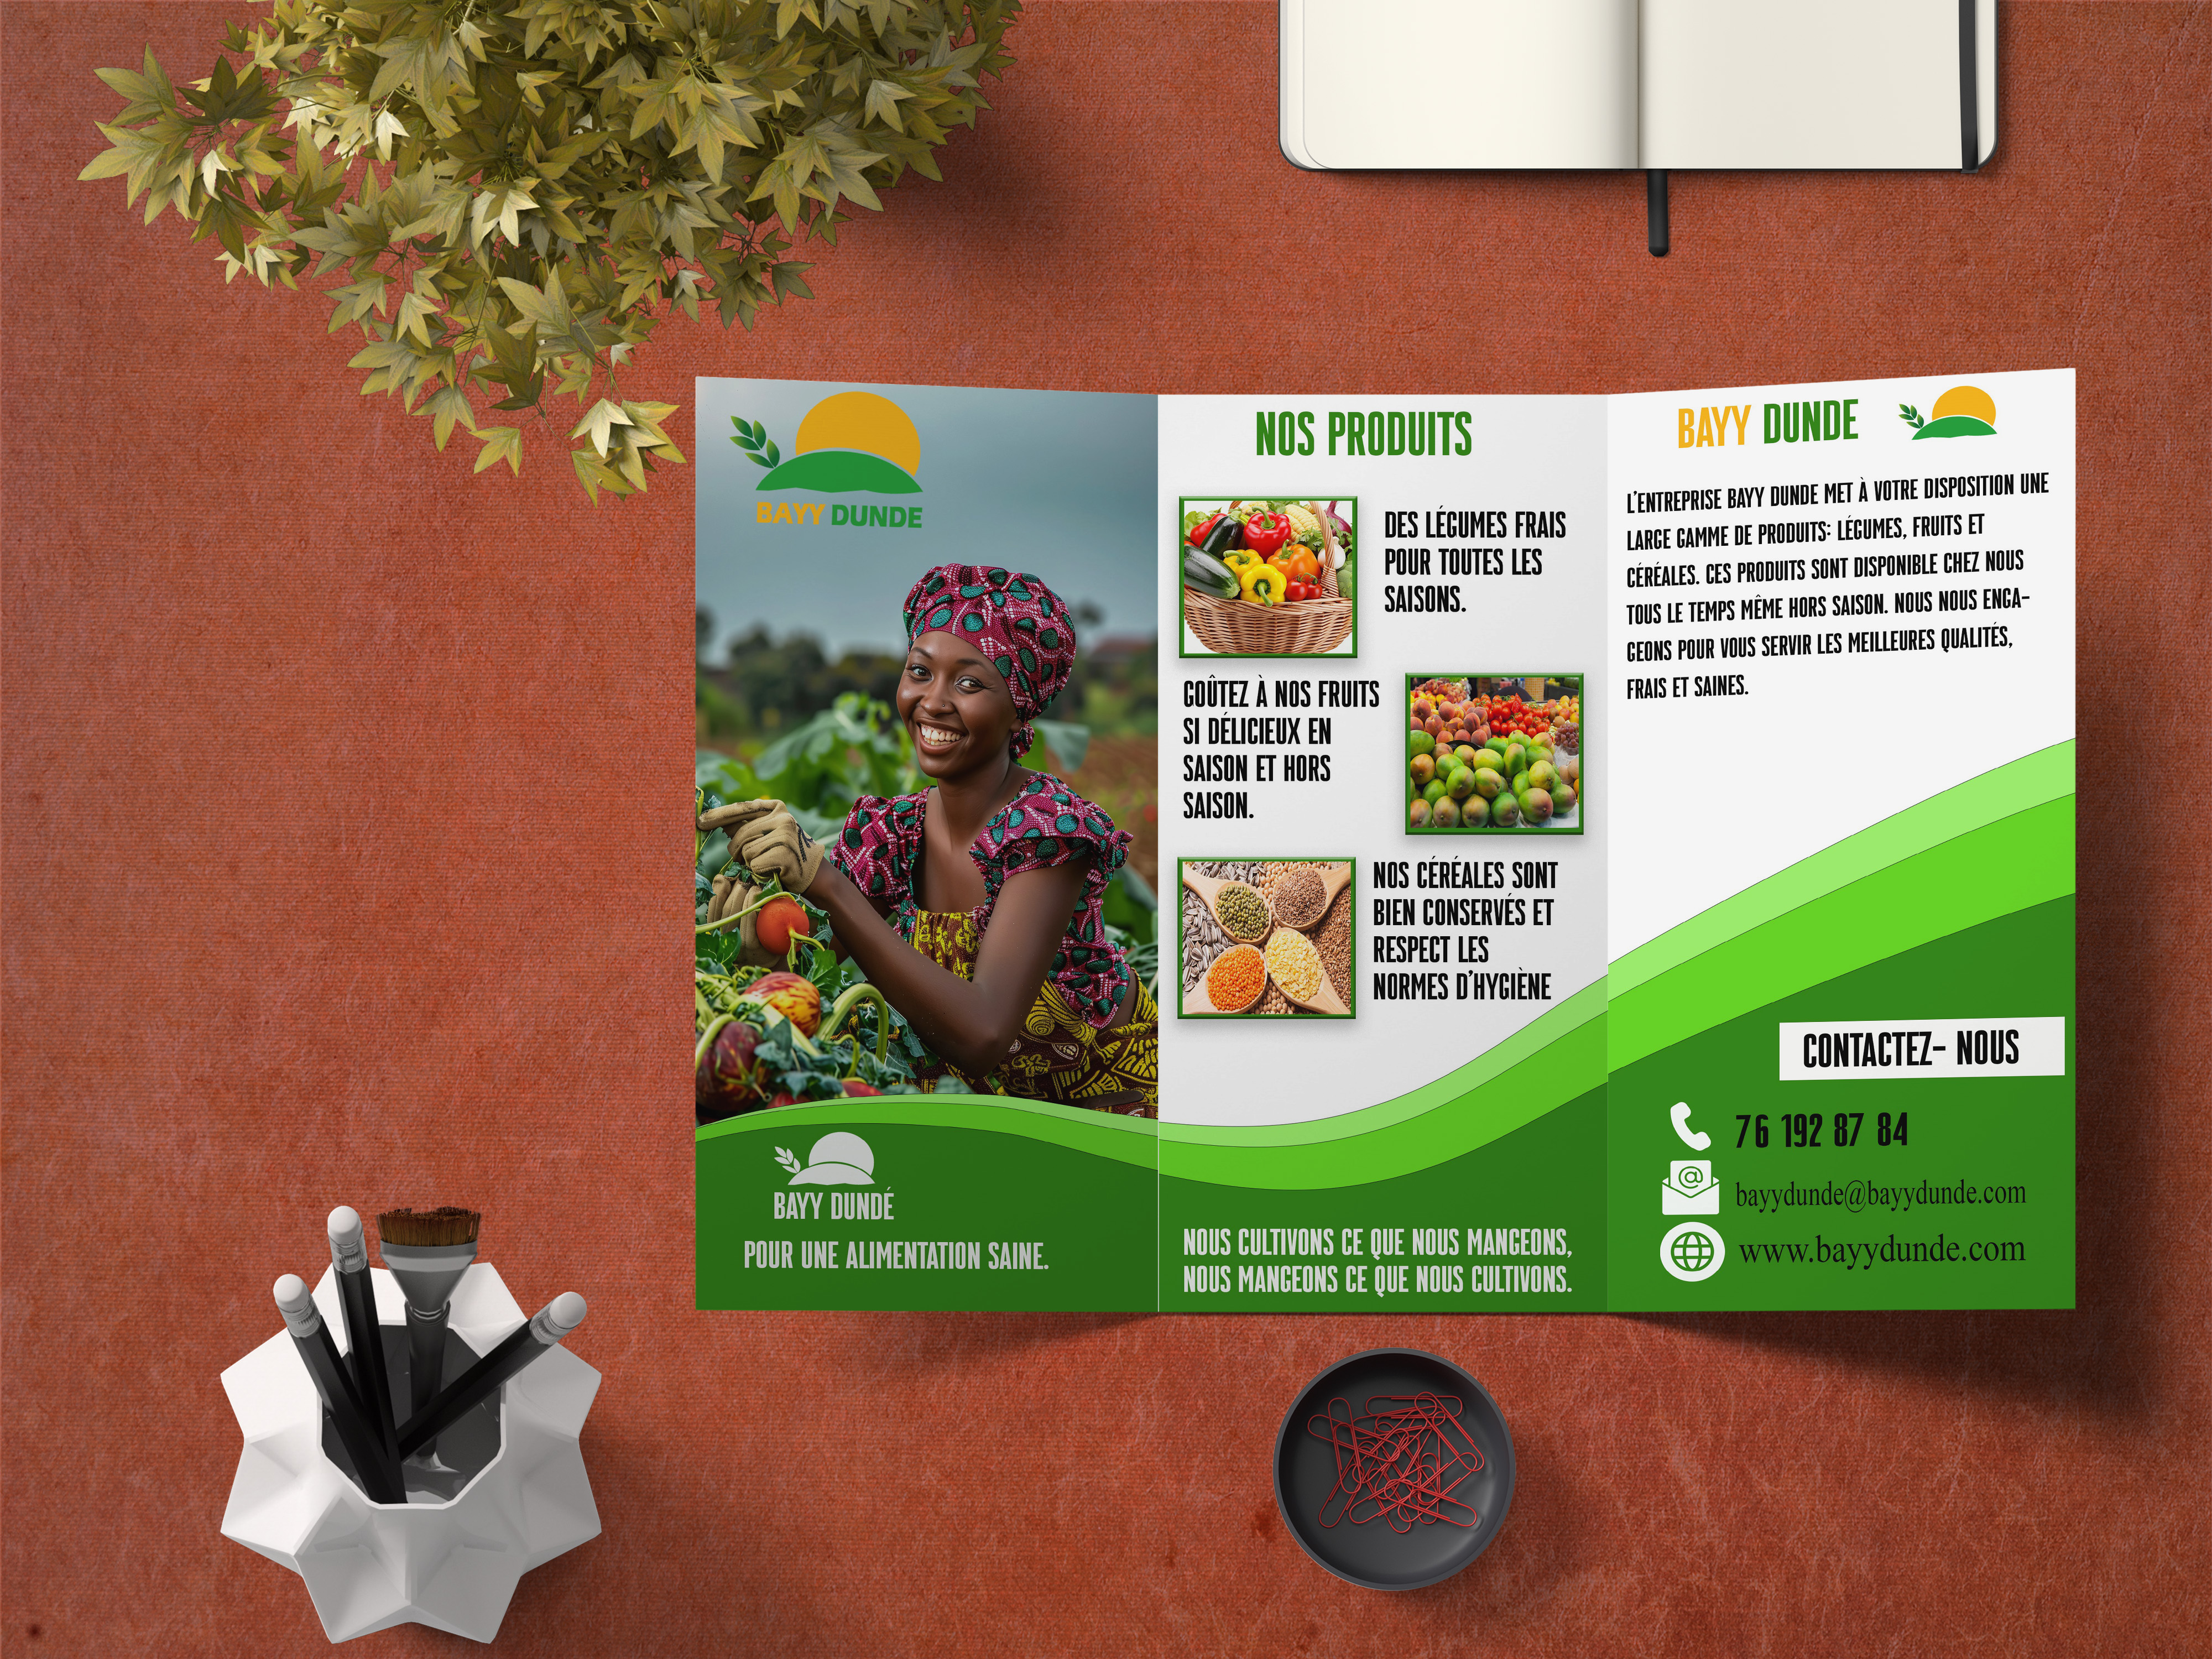 BAYY DUNDE
BAYY DUNDÉ
POUR UNE ALIMENTATION SAINE.
NOS PRODUITS
DES LÉGUMES FRAIS
POUR TOUTES LES
SAISONS.
GOÛTEZ À NOS FRUITS
SI DÉLICIEUX EN
SAISON ET HORS
SAISON.
NOS CÉRÉALES SONT
BIEN CONSERVÉS ET
RESPECT LES
NORMES D'HYGIÈNE
NOUS CULTIVONS CE QUE NOUS MANGEONS,
NOUS MANGEONS CE QUE NOUS CULTIVONS.
BAYY DUNDE
L'ENTREPRISE BAYY DUNDE MET À VOTRE DISPOSITION UNE
LARGE GAMME DE PRODUITS: LÉGUMES, FRUITS ET
CÉRÉALES. CES PRODUITS SONT DISPONIBLE CHEZ NOUS
TOUS LE TEMPS MÊME HORS SAISON. NOUS NOUS ENGA-
GEONS POUR VOUS SERVIR LES MEILLEURES QUALITÉS,
FRAIS ET SAINES.
CONTACTEZ- NOUS
76 192 87 84
@
bayydunde@bayydunde.com
www.bayydunde.com